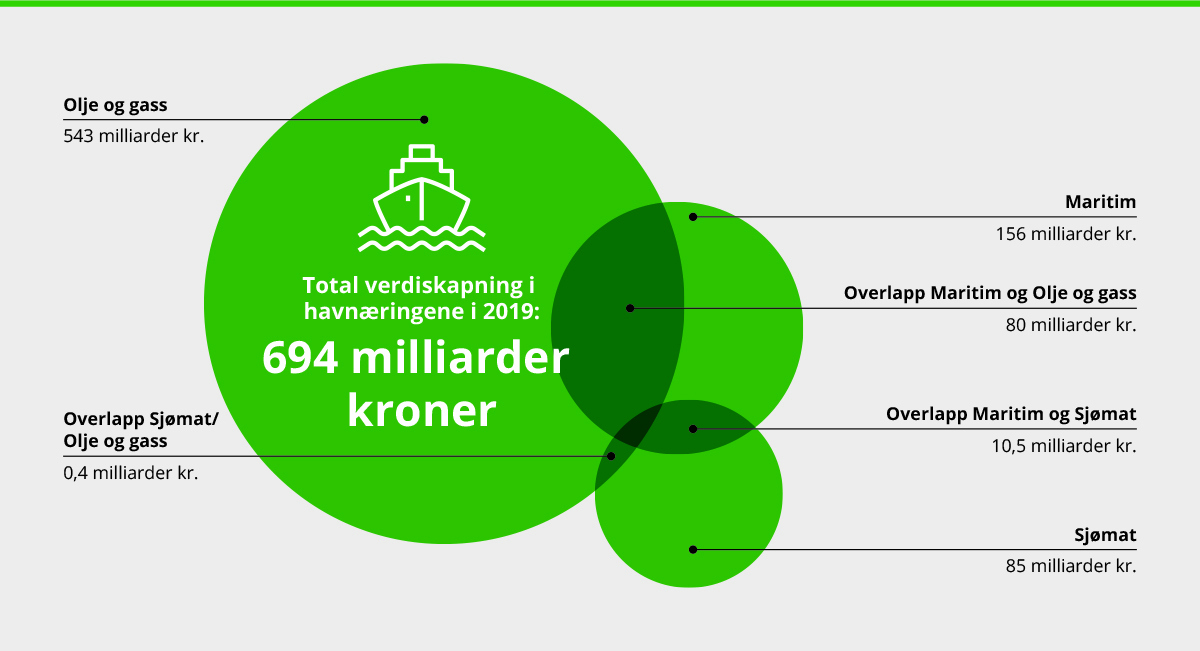 Olje og gass
543 milliarder kr.
Total verdiskapning i
havnæringene i 2019:
694 milliarder
kroner
Overlapp Sjømat/
Olje og gass
0,4 milliarder kr.
Maritim
156 milliarder kr.
Overlapp Maritim og Olje og gass
80 milliarder kr.
Overlapp Maritim og Sjømat
10,5 milliarder kr.
Sjømat
85 milliarder kr.